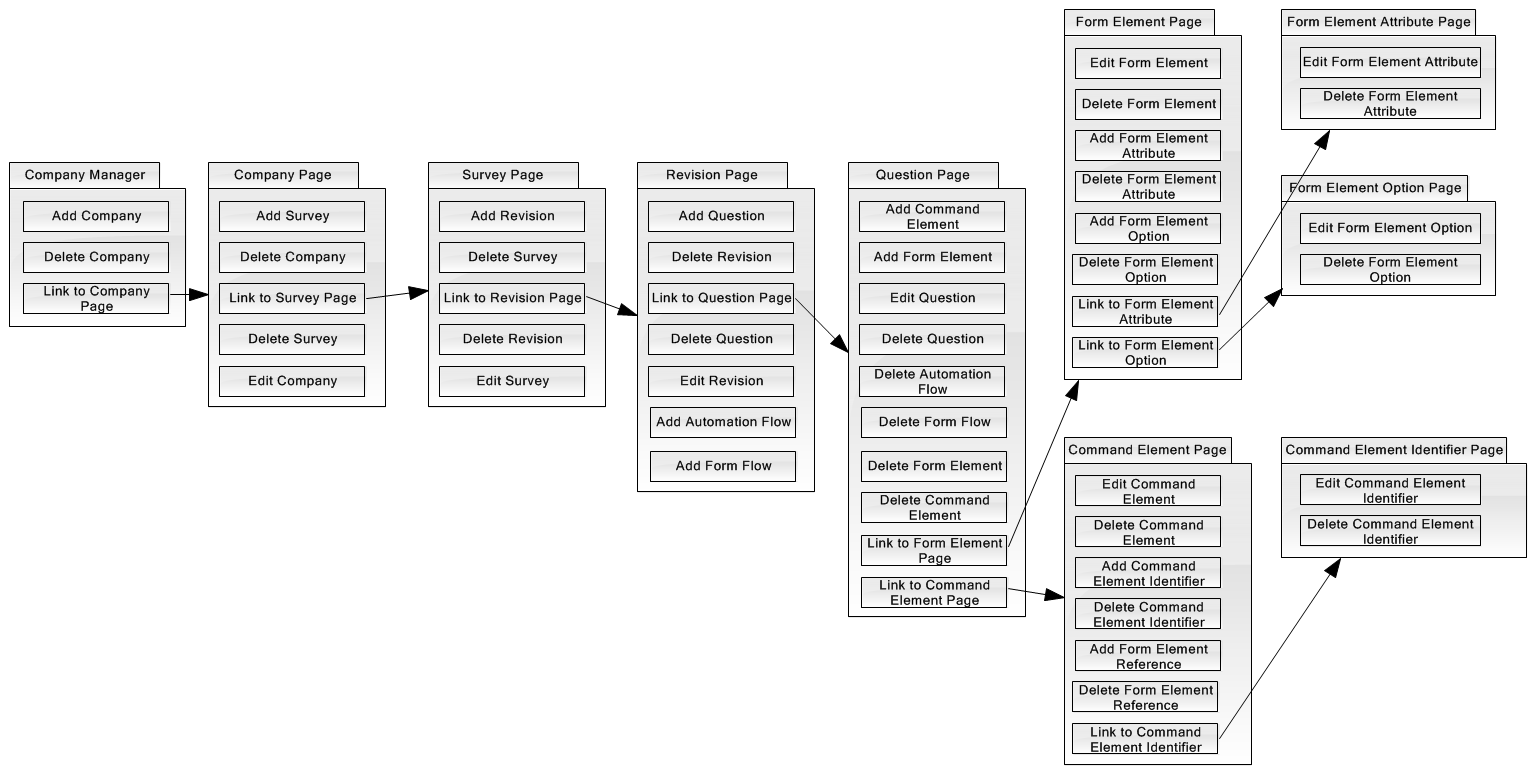 Company Manager
Add Company
Delete Company
Link to Company
Page
Company Page
Add Survey
Delete Company
Link to Survey Page
Delete Survey
Edit Company
Survey Page
Add Revision
Delete Survey
Link to Revision Page
Delete Revision
Edit Survey
Revision Page
Add Question
Delete Revision
Link to Question Page
Delete Question
Edit Revision
Add Automation Flow
Add Form Flow
Question Page
Add Command
Element
Add Form Element
Edit Question
Delete Question
Delete Automation
Flow
Delete Form Flow
Delete Form Element
Delete Command
Element
Link to Form Element
Page
Link to Command
Element Page
Form Element Page
Edit Form Element
Delete Form Element
Add Form Element
Attribute
Delete Form Element
Attribute
Add Form Element
Option
Delete Form Element
Option
Link to Form Element
Attribute
Link to Form Element
Option
Form Element Attribute Page
Edit Form Element Attribute
Delete Form Element
Attribute
Form Element Option Page
Edit Form Element Option
Delete Form Element
Option
Command Element Page
Edit Command
Element
Delete Command
Element
Add Command
Element Identifier
Delete Command
Element Identifier
Add Form Element
Reference
Delete Form Element
Reference
Link to Command
Element Identifier
Command Element Identifier Page
Edit Command Element
Identifier
Delete Command Element
Identifier